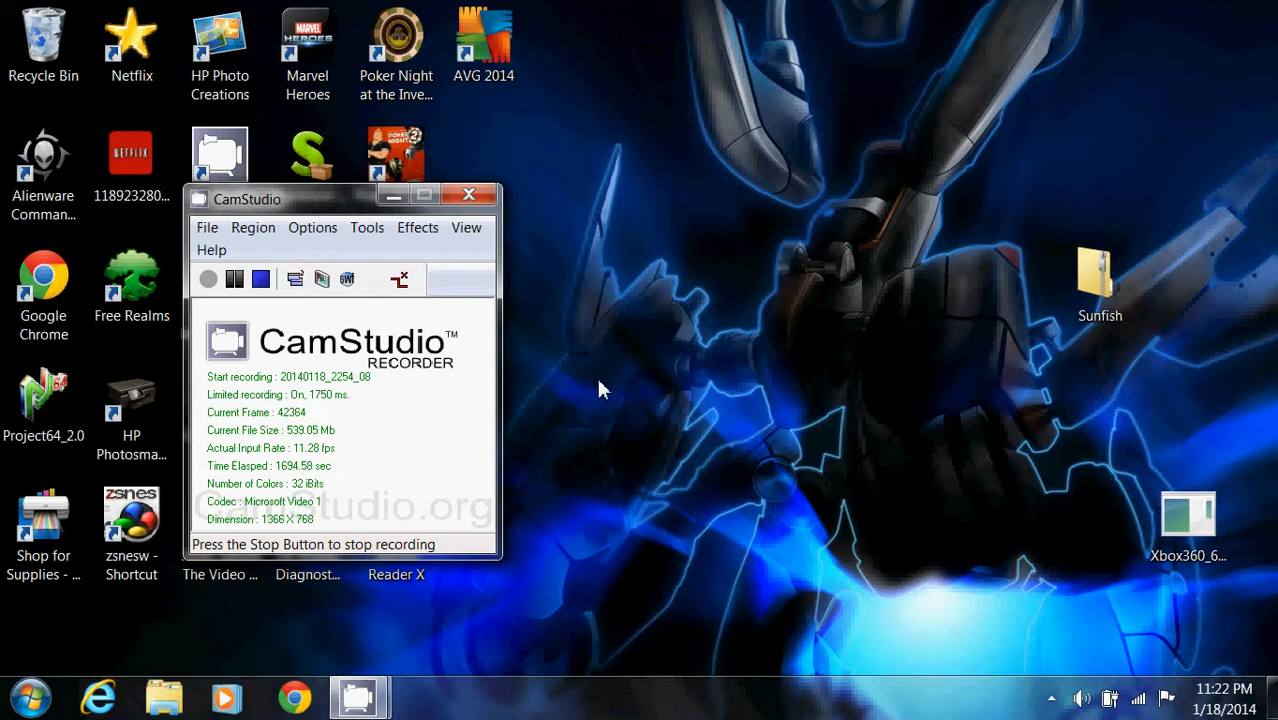 Recycle Bin
Netflix
HP Photo
Creations
Marvel
Heroes
Poker Night
at the Inve...
AVG 2014
MARVEL
HEROES
Alienware
Comman...
NETFLIX
118923280...
Google
Chrome
Free Realms
Project64_2.0
HP
Photosma...
Shop for
Supplies - ...
zsnes
zsnesw -
Shortcut
The Video ...
Diagnost...
Reader X
CamStudio
File Region Options Tools Effects View
Help
SWF
CamStudio™
RECORDER
Start recording : 20140118_2254_08
Limited recording : On, 1750 ms.
Current Frame : 42364
Current File Size : 539.05 Mb
Actual Input Rate : 11.28 fps
Time Elasped : 1694.58 sec
Number of Colors : 32 iBits
Codec : Microsoft Video 1
Dimension : 1366 X 768
CamStudio.org
Press the Stop Button to stop recording
Sunfish
Xbox360_6...
11:22 PM
1/18/2014